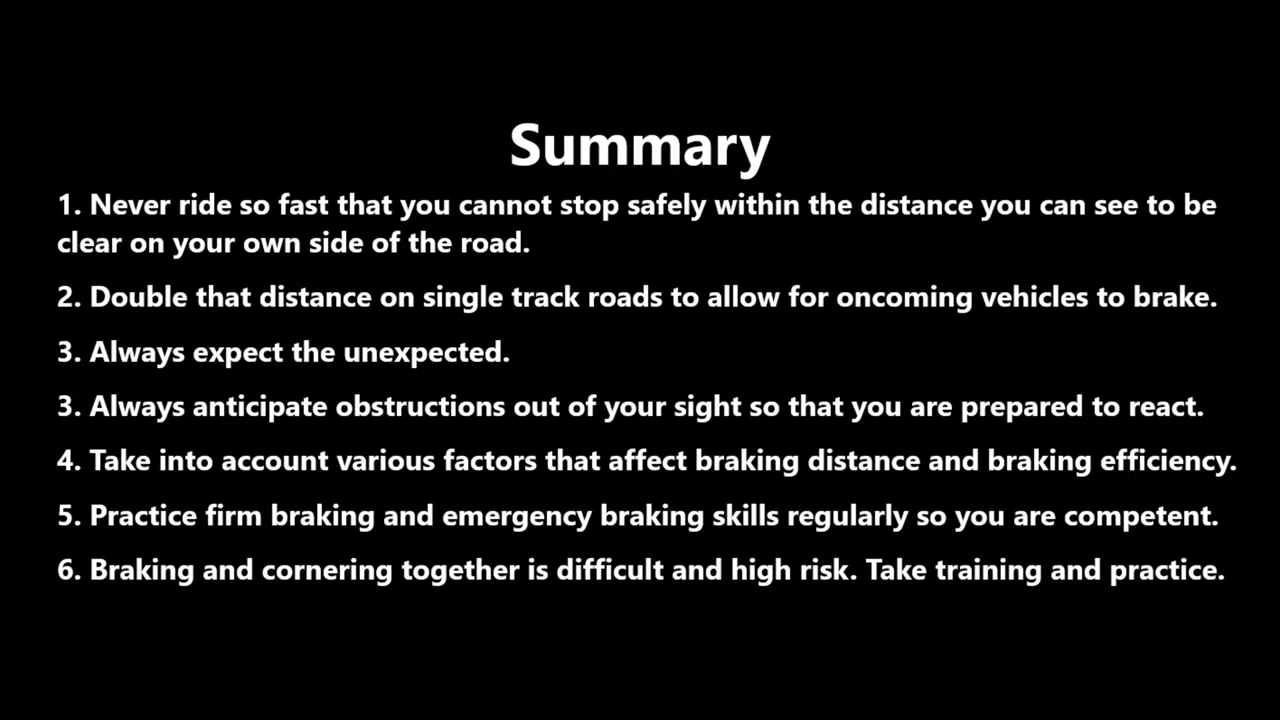 Summary
1. Never ride so fast that you cannot stop safely within the distance you can see to be
clear on your own side of the road.
2. Double that distance on single track roads to allow for oncoming vehicles to brake.
3. Always expect the unexpected.
3. Always anticipate obstructions out of your sight so that you are prepared to react.
4. Take into account various factors that affect braking distance and braking efficiency.
5. Practice firm braking and emergency braking skills regularly so you are competent.
6. Braking and cornering together is difficult and high risk. Take training and practice.